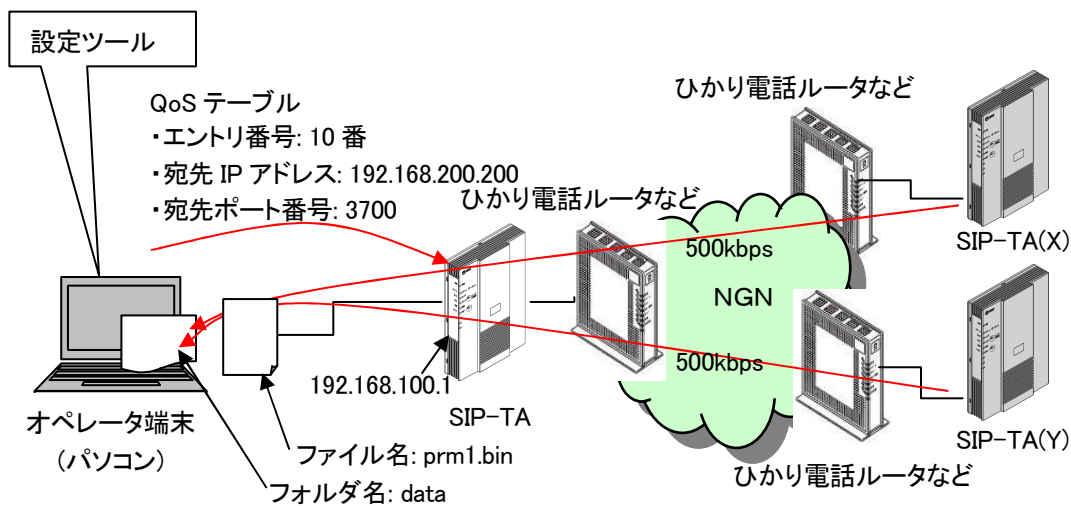 設定ツール
QoS テーブル
・エントリ番号: 10 番
・宛先 IP アドレス: 192.168.200.200
・宛先ポート番号: 3700
ひかり電話ルータなど
ひかり電話ルータなど
SIP-TA(X)
500kbps
NGN
500kbps
192.168.100.1
SIP-TA
オペレータ端末
(パソコン)
ファイル名: prm1.bin
フォルダ名: data
SIP-TA(Y)
ひかり電話ルータなど